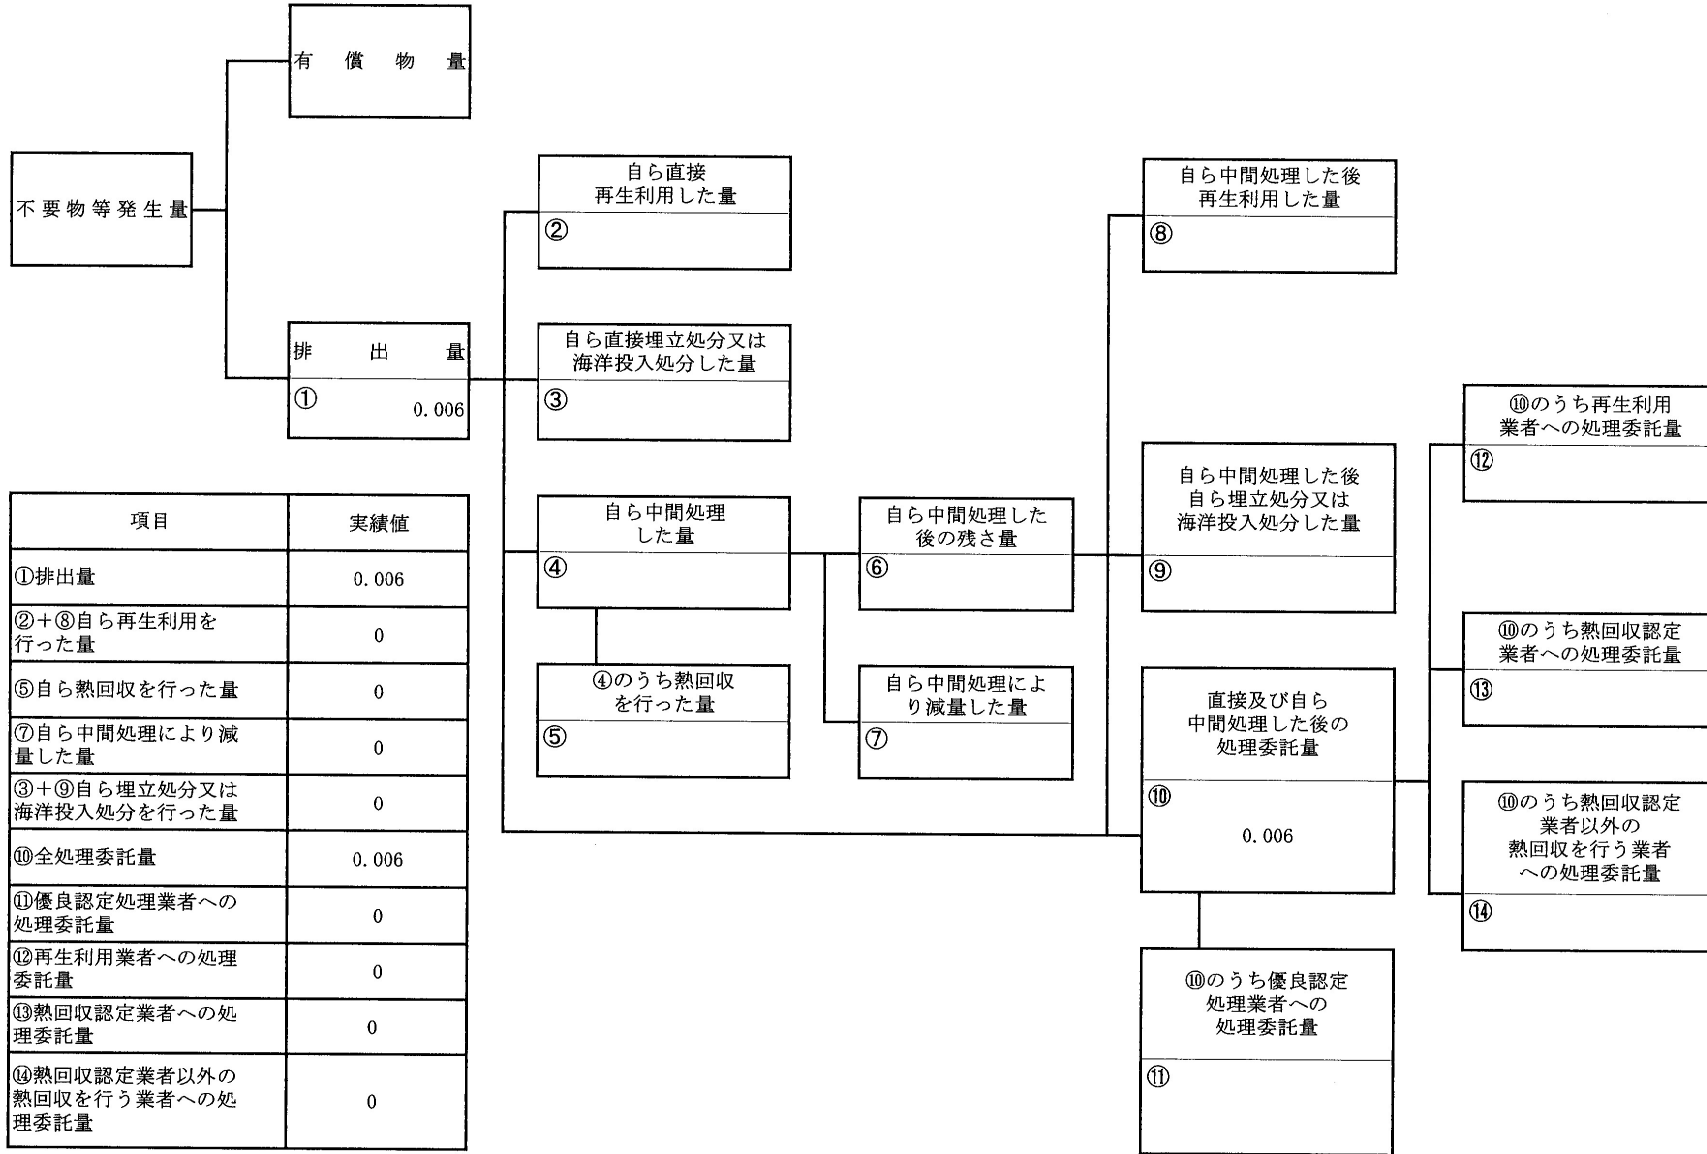 有償物量
不要物等発生量
排出量
①
0.006
自ら直接
再生利用した量
②
自ら直接埋立処分又は
海洋投入処分した量
③
自ら中間処理
した量
④
④のうち熱回収
を行った量
⑤
自ら中間処理した
後の残さ量
⑥
自ら中間処理によ
り減量した量
⑦
自ら中間処理した後
再生利用した量
⑧
自ら中間処理した後
自ら埋立処分又は
海洋投入処分した量
⑨
直接及び自ら
中間処理した後の
処理委託量
⑩
0.006
⑩のうち優良認定
処理業者への
処理委託量
⑪
⑩のうち再生利用
業者への処理委託量
⑫
⑩のうち熱回収認定
業者への処理委託量
⑬
⑩のうち熱回収認定
業者以外の
熱回収を行う業者
への処理委託量
⑭
項目 実績値
①排出量 0.006
②+⑧自ら再生利用を
行った量 0
⑤自ら熱回収を行った量 0
⑦自ら中間処理により減
量した量 0
③+⑨自ら埋立処分又は
海洋投入処分を行った量 0
⑩全処理委託量 0.006
⑪優良認定処理業者への
処理委託量 0
⑫再生利用業者への処理
委託量 0
⑬熱回収認定業者への処
理委託量 0
⑭熱回収認定業者以外の
熱回収を行う業者への処
理委託量 0